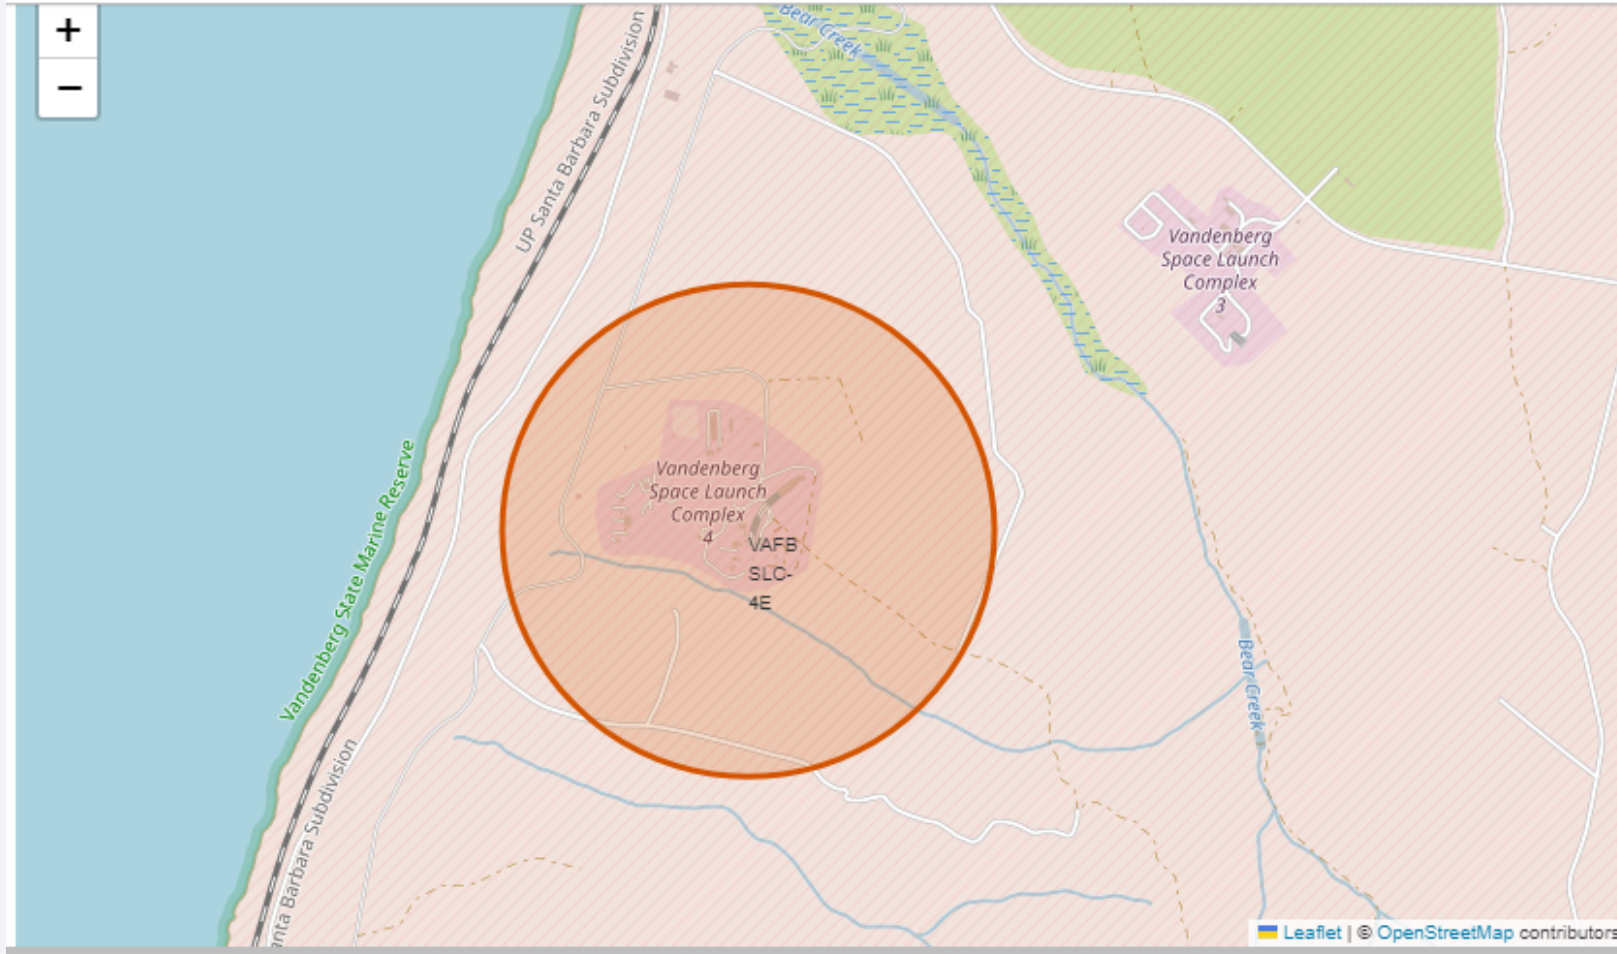 +
−
UP Santa Barbara Subdivision
Bear Creek
Vandenberg
Space Launch
Complex
3
Vandenberg
Space Launch
Complex
4
VAFB
SLC-
4E
Vandenberg State Marine Reserve
Bear Creek
anta Barbara Subdivision
Leaflet | © OpenStreetMap contributors